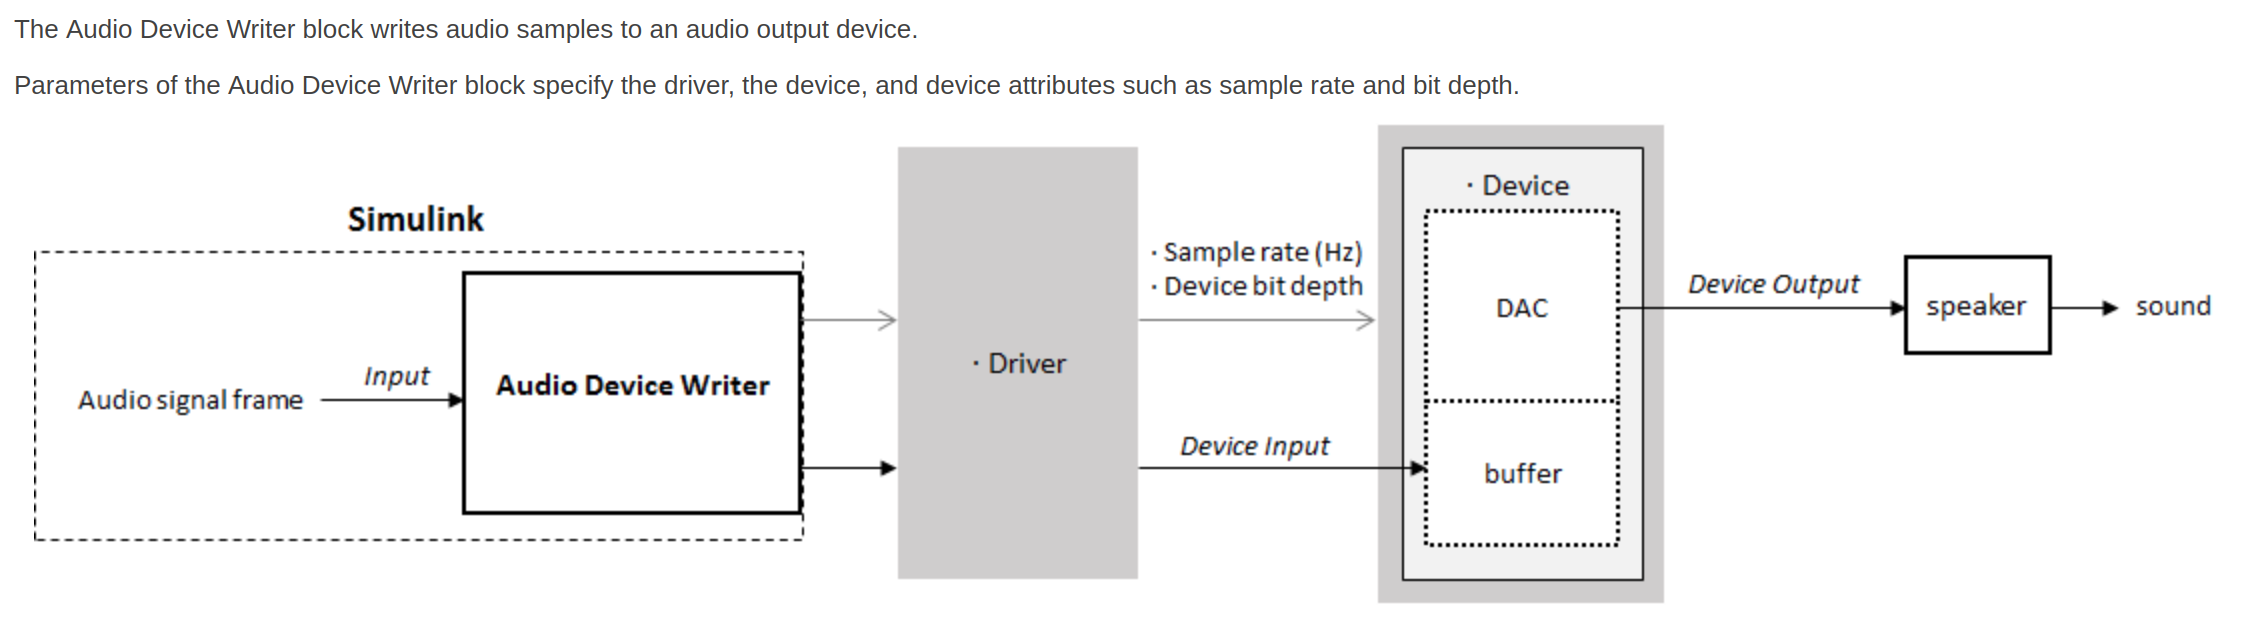 The Audio Device Writer block writes audio samples to an audio output device.
Parameters of the Audio Device Writer block specify the driver, the device, and device attributes such as sample rate and bit depth.
Simulink
Audio signal frame
Input
Audio Device Writer
· Driver
· Sample rate (Hz)
· Device bit depth
Device Input
· Device
DAC
buffer
Device Output
speaker
sound